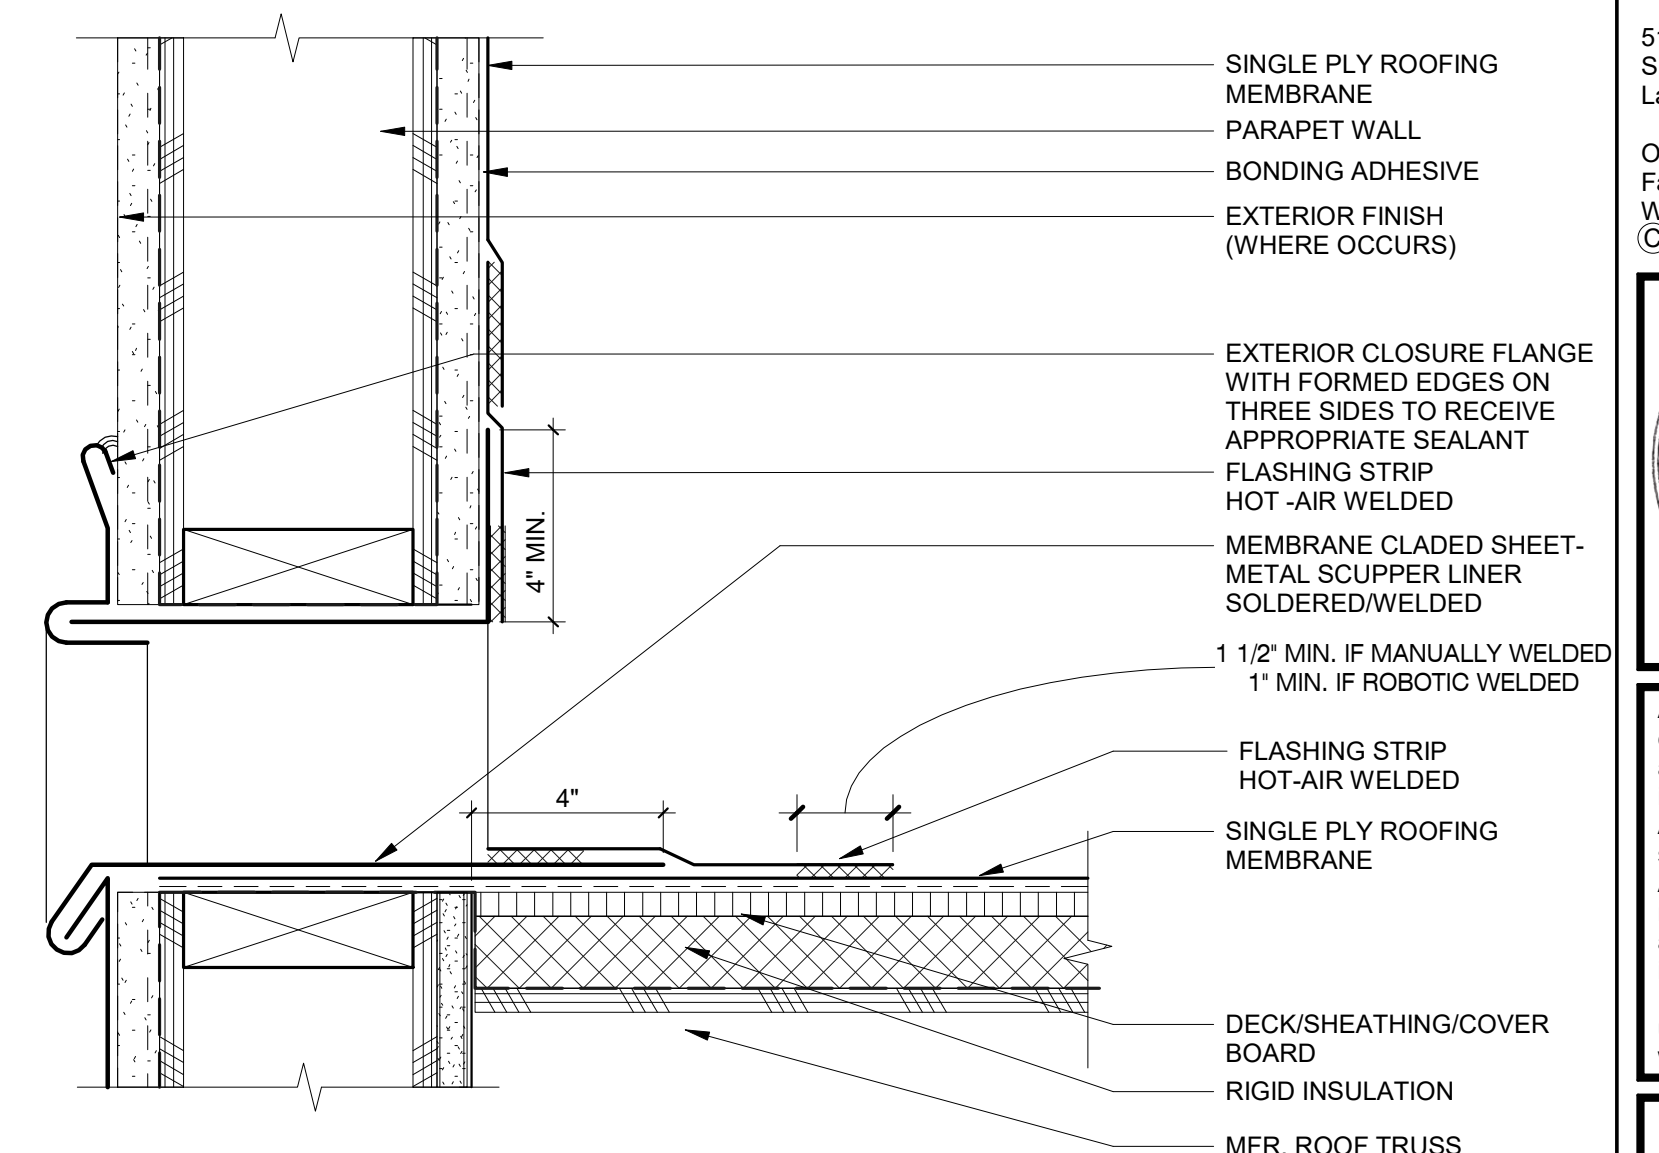 SINGLE PLY ROOFING
MEMBRANE
PARAPET WALL
BONDING ADHESIVE
EXTERIOR FINISH
(WHERE OCCURS)
EXTERIOR CLOSURE FLANGE
WITH FORMED EDGES ON
THREE SIDES TO RECEIVE
APPROPRIATE SEALANT
FLASHING STRIP
HOT -AIR WELDED
4" MIN.
MEMBRANE CLADED SHEET-
METAL SCUPPER LINER
SOLDERED/WELDED
1 1/2" MIN. IF MANUALLY WELDED
1" MIN. IF ROBOTIC WELDED
FLASHING STRIP
HOT-AIR WELDED
4"
SINGLE PLY ROOFING
MEMBRANE
DECK/SHEATHING/COVER
BOARD
RIGID INSULATION
MFR. ROOF TRUSS